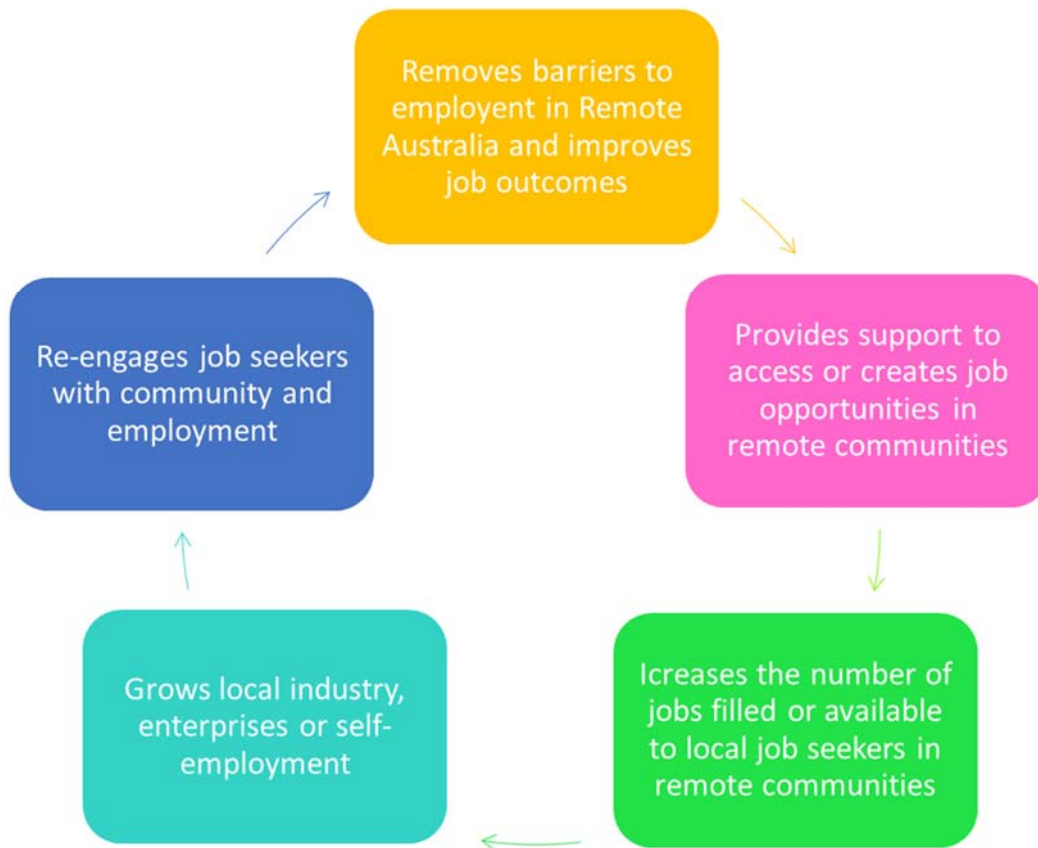 Removes barriers to
employent in Remote
Australia and improves
job outcomes
Provides support to
access or creates job
opportunities in
remote communities
Icreases the number of
jobs filled or available
to local job seekers in
remote communities
Grows local industry,
enterprises or self-
employment
Re-engages job seekers
with community and
employment